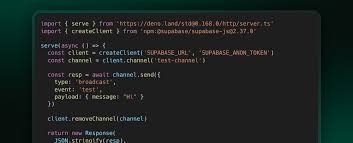 import { serve } from 'https://deno.land/std@0.168.0/http/server.ts'
import { createClient } from 'npm:@supabase/supabase-js@2.37.0'
serve(async () => {
const client = createClient('SUPABASE_URL', 'SUPABASE_ANON_TOKEN')
const channel = client.channel('test-channel')
const resp = await channel.send({
type: 'broadcast',
event: 'test',
payload: { message: "Hi" }
})
client.removeChannel(channel)
return new Response(
JSON.stringify(resp),